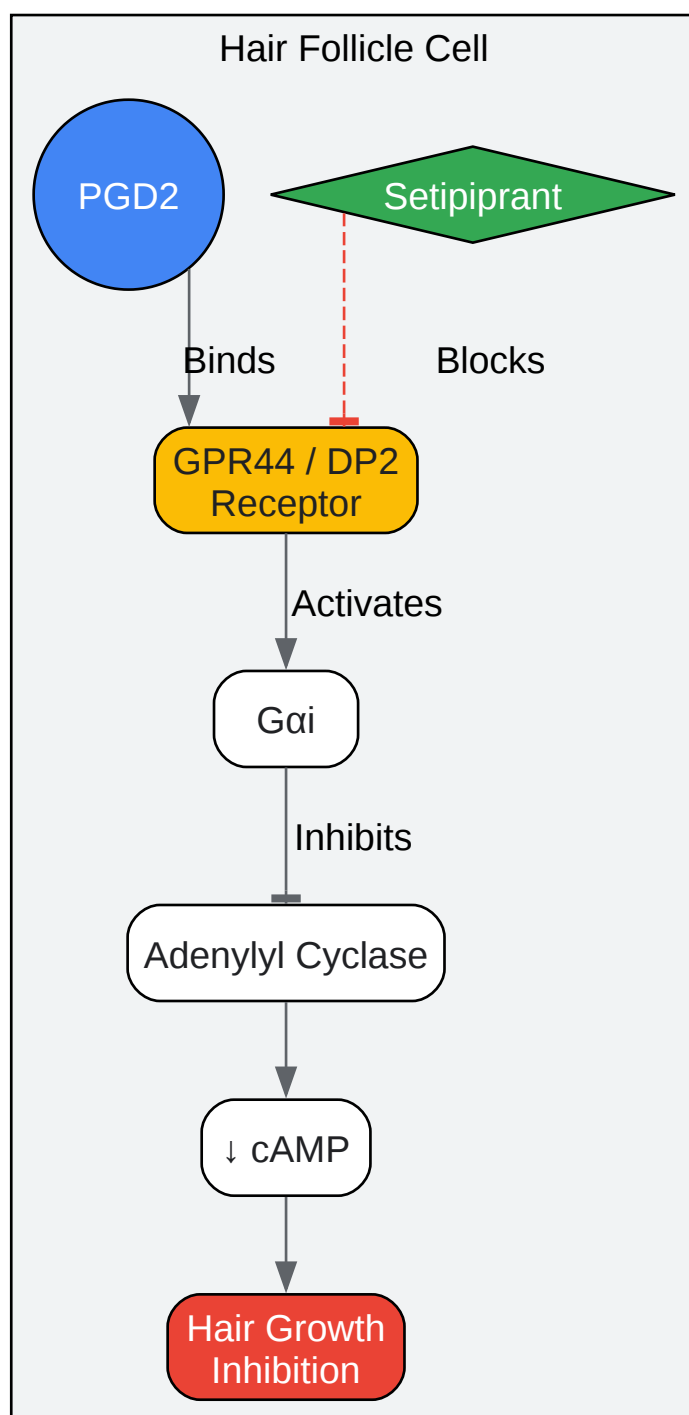 Hair Follicle Cell
PGD2
Setipiprant
Binds
Blocks
GPR44 / DP2
Receptor
Activates
Gαi
Inhibits
Adenylyl Cyclase
↓ cAMP
Hair Growth
Inhibition